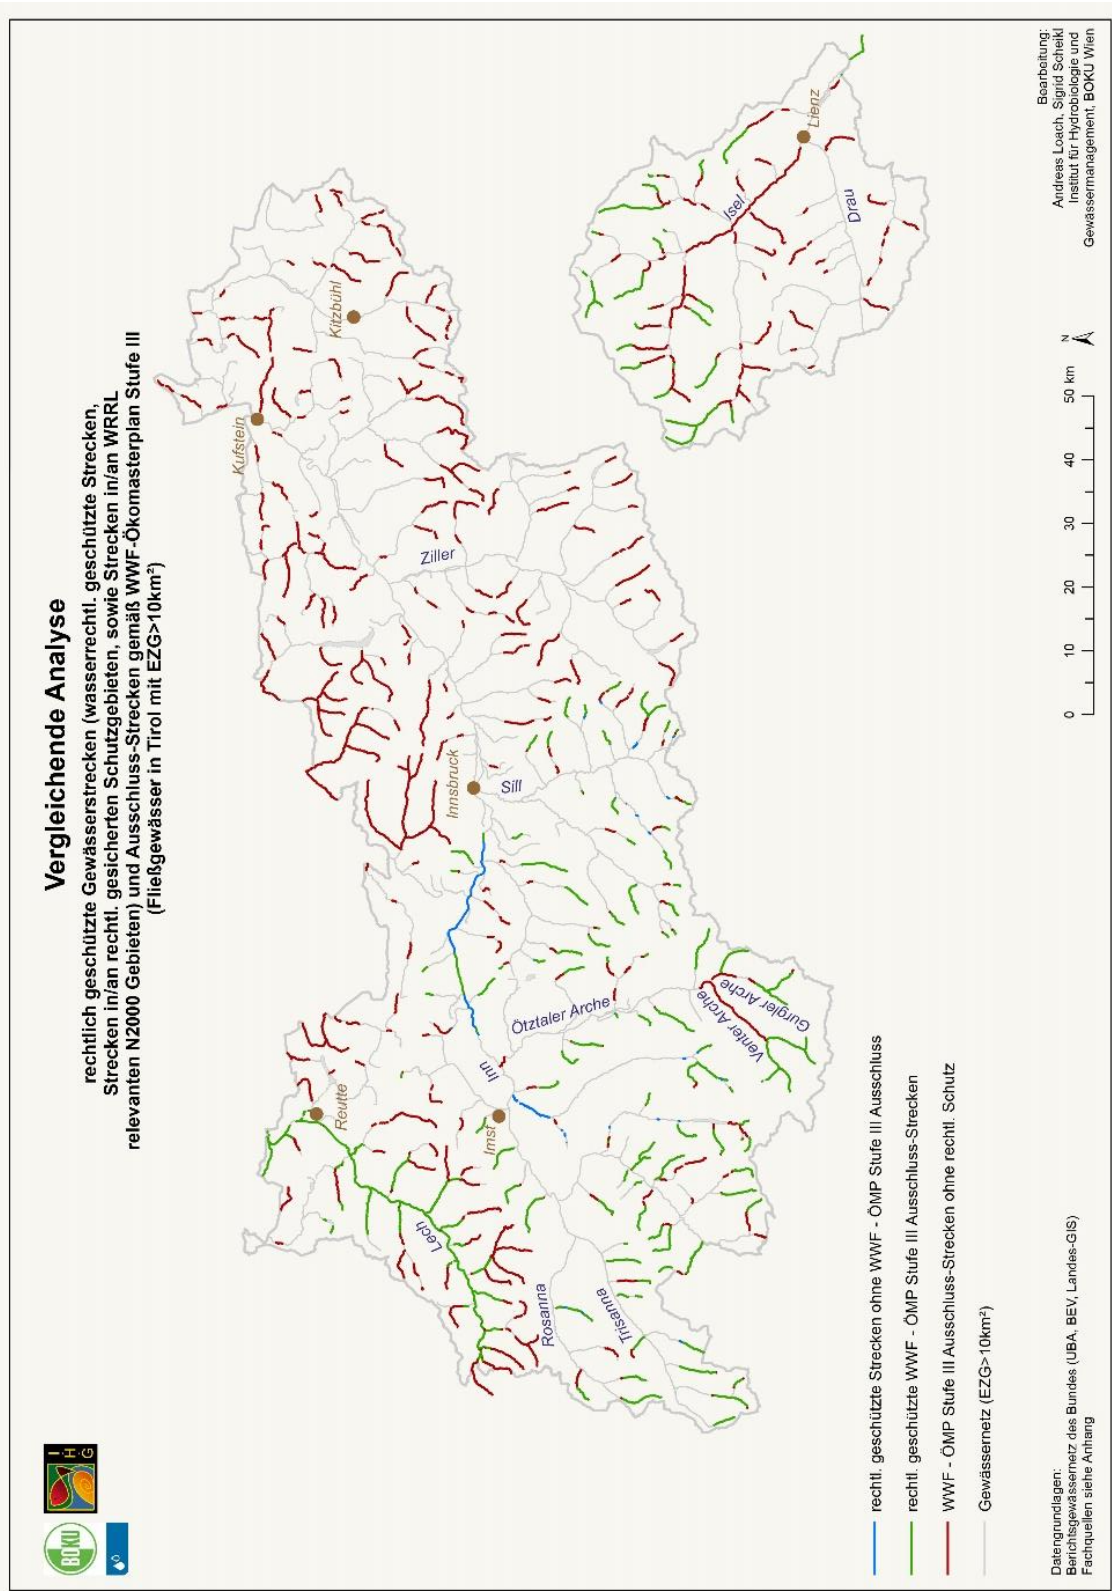 Vergleichende Analyse
rechtlich geschützte Gewässerstrecken (wasserrechtl. geschützte Strecken,
Strecken in/an rechtl. gesicherten Schutzgebieten, sowie Strecken in/an WRRL
relevanten N2000 Gebieten) und Ausschluss-Strecken gemäß WWF-Ökomasterplan Stufe III
(Fließgewässer in Tirol mit EZG>10km²)
BOKU
I·H·G
Kufstein
Kitzbühl
Ziller
Innsbruck
Sill
Reutte
Imst
Inn
Lech
Rosanna
Trisanna
Ötztaler Arche
Venter Arche
Gurgler Arche
Isel
Lienz
Drau
rechtl. geschützte Strecken ohne WWF - ÖMP Stufe III Ausschluss
rechtl. geschützte WWF - ÖMP Stufe III Ausschluss-Strecken
WWF - ÖMP Stufe III Ausschluss-Strecken ohne rechtl. Schutz
Gewässernetz (EZG>10km²)
0 10 20 30 40 50 km
N
Datengrundlagen:
Berichtsgewässernetz des Bundes (UBA, BEV, Landes-GIS)
Fachquellen siehe Anhang
Bearbeitung:
Andreas Loach, Sigrid Scheikl
Institut für Hydrobiologie und
Gewässermanagement, BOKU Wien